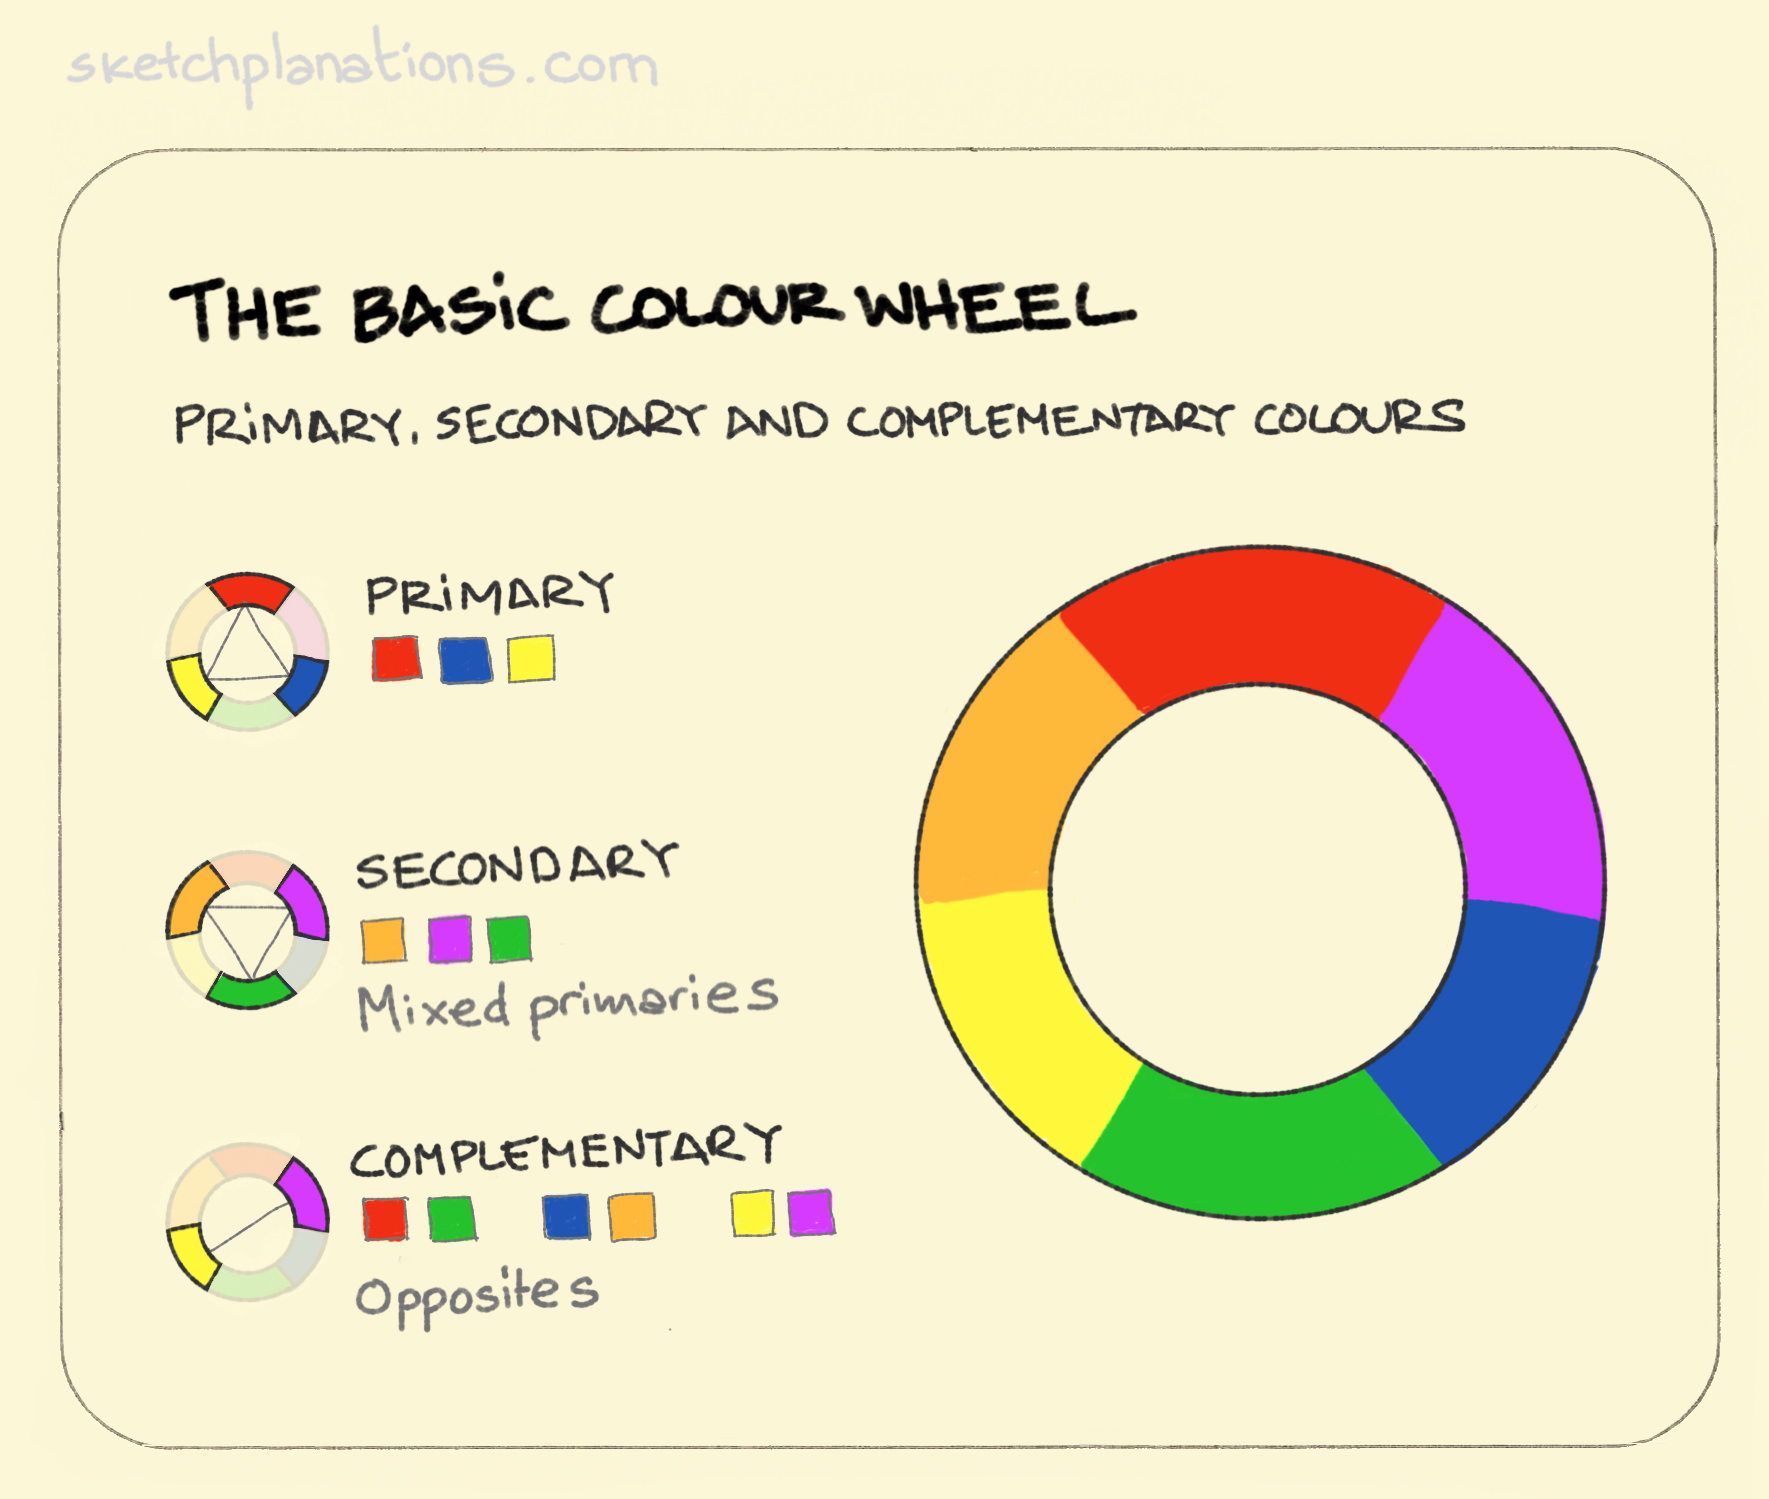 sketchplanations.com
THE BASiC COLOUR WHEEL
PRiMARY, SECONDARY AND COMPLEMENTARY COLOURS
PRiMARY
SECONDARY
Mixed primaries
COMPLEMENTARY
Opposites